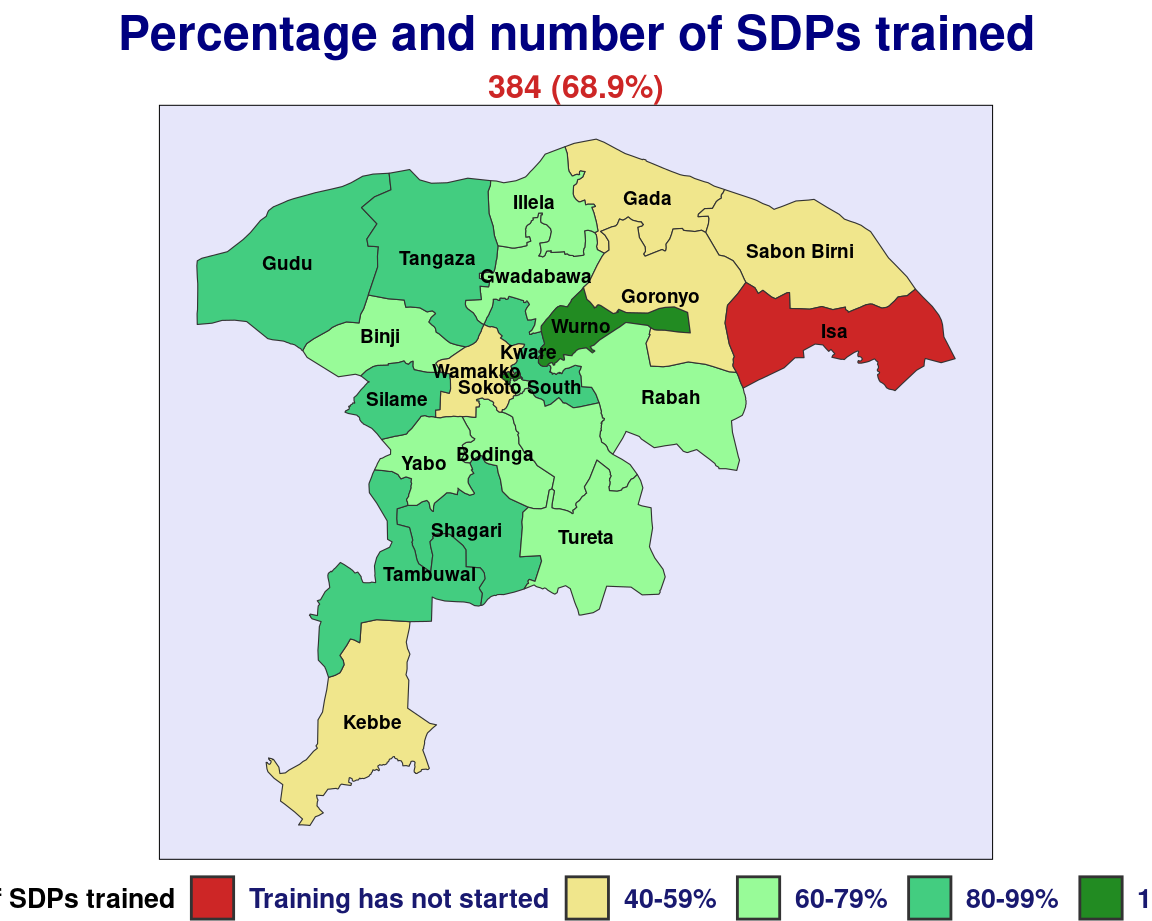 Percentage and number of SDPs trained
384 (68.9%)
Illela
Gada
Sabon Birni
Tangaza
Gudu
Gwadabawa
Goronyo
Wurno
Isa
Binji
Kware
Wamakko
Sokoto South
Silame
Rabah
Bodinga
Yabo
Shagari
Tureta
Tambuwal
Kebbe
SDPs trained Training has not started 40-59% 60-79% 80-99% 1